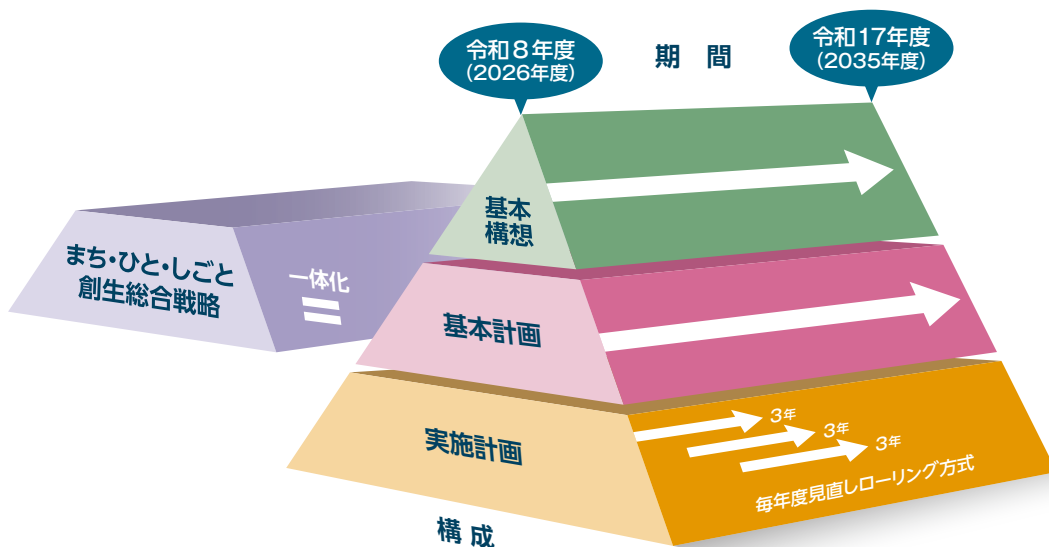 令和8年度
(2026年度)
期 間
令和17年度
(2035年度)
基本
構想
まち・ひと・しごと
創生総合戦略
一体化
基本計画
実施計画
3年
3年
3年
毎年度見直しローリング方式
構 成